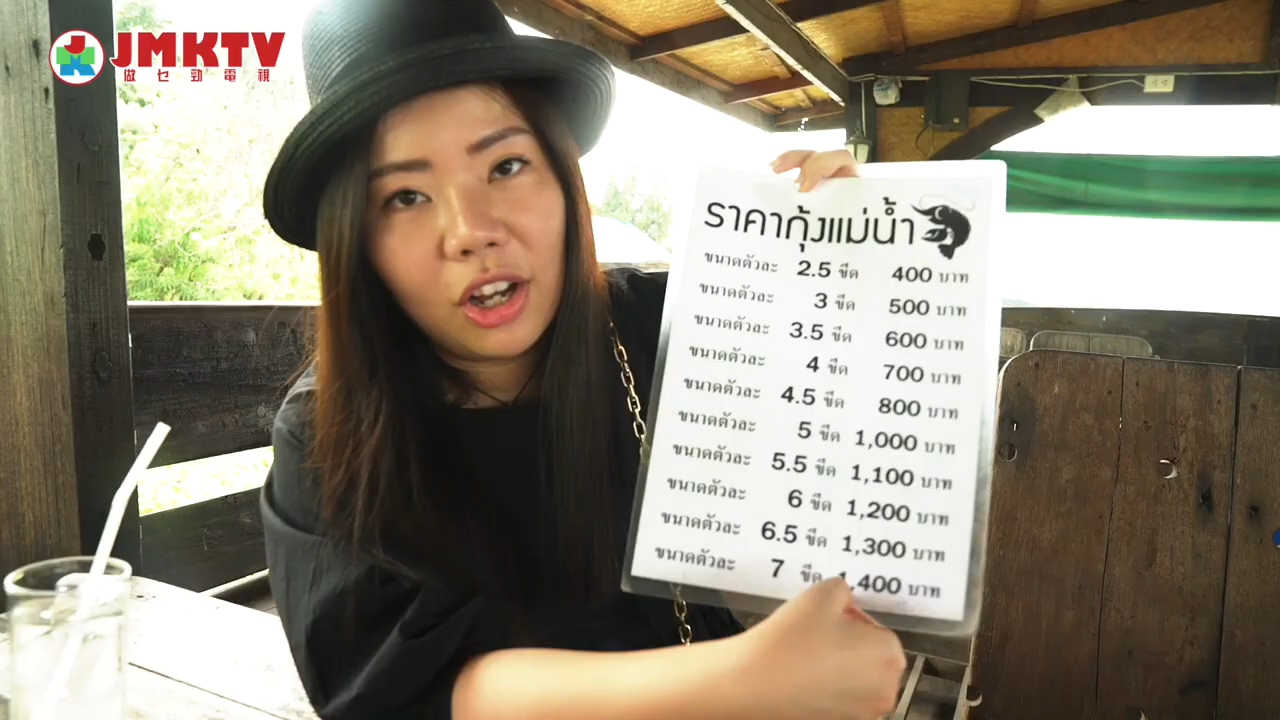 JMKTV
做乜勁電視
ราคากุ้งแม่น้ำ
ขนาดตัวละ 2.5 ขีด 400 บาท
ขนาดตัวละ 3 ขีด 500 บาท
ขนาดตัวละ 3.5 ขีด 600 บาท
ขนาดตัวละ 4 ขีด 700 บาท
ขนาดตัวละ 4.5 ขีด 800 บาท
ขนาดตัวละ 5 ขีด 1,000 บาท
ขนาดตัวละ 5.5 ขีด 1,100 บาท
ขนาดตัวละ 6 ขีด 1,200 บาท
ขนาดตัวละ 6.5 ขีด 1,300 บาท
ขนาดตัวละ 7 ขีด 1,400 บาท